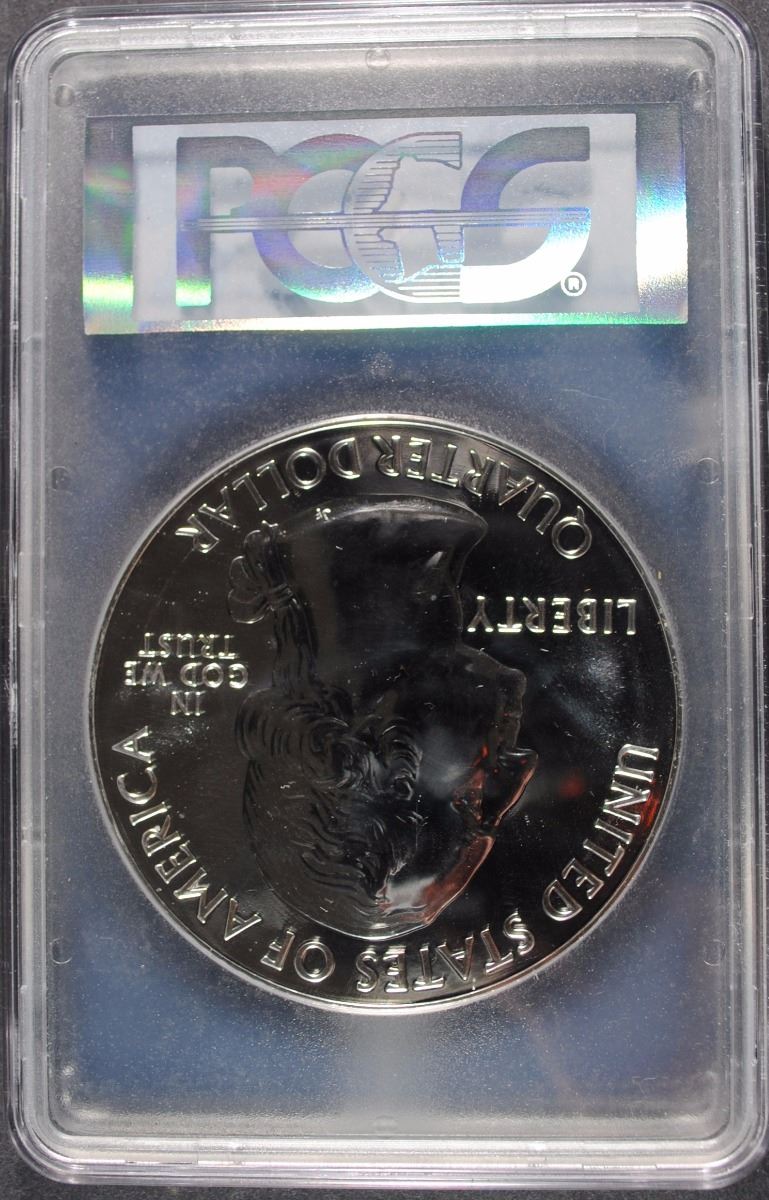 PCGS®
UNITED STATES OF AMERICA
LIBERTY
IN
GOD WE
TRUST
QUARTER DOLLAR